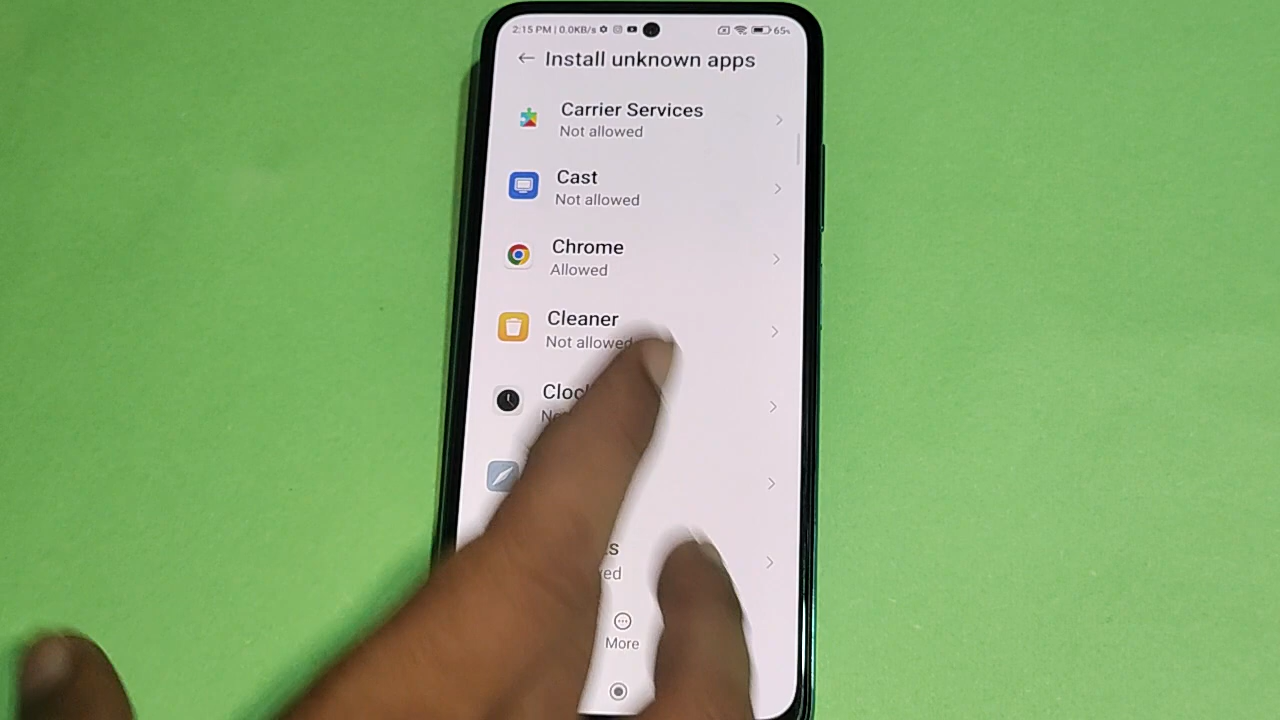 2:15 PM | 0.0KB/s 65%
Install unknown apps
Carrier Services
Not allowed
Cast
Not allowed
Chrome
Allowed
Cleaner
Not allowed
More